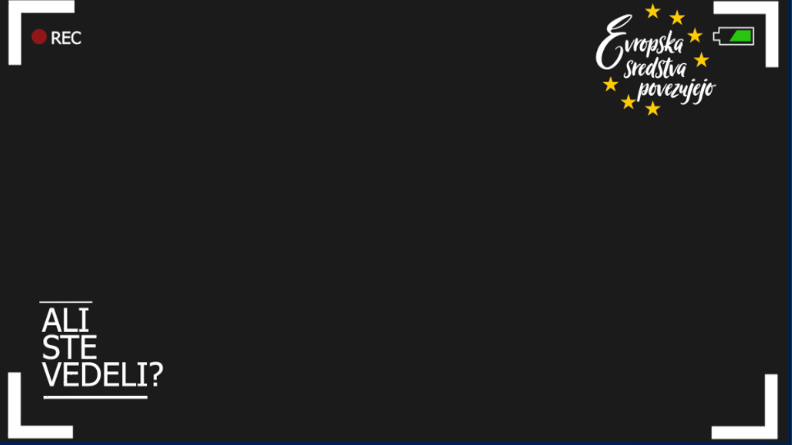 REC
Evropska
sredstva
povezujejo
ALI
STE
VEDELI?